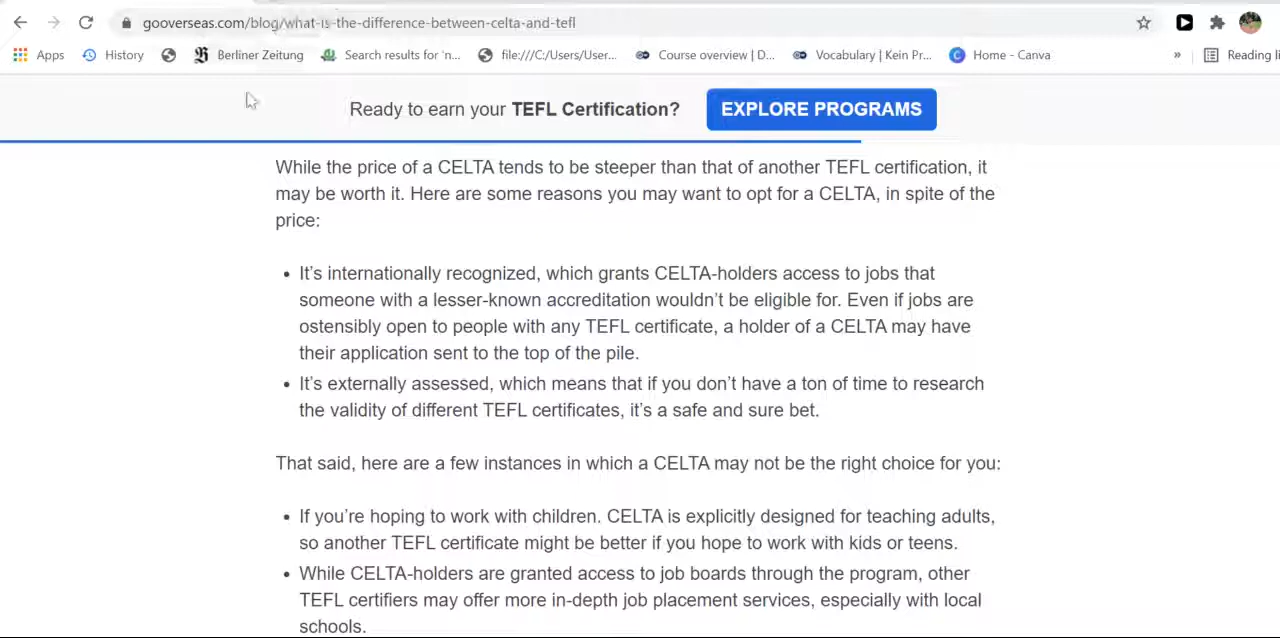 gooverseas.com/blog/what-is-the-difference-between-celta-and-tefl
Apps History Berliner Zeitung Search results for 'n... file:///C:/Users/User... Course overview | D... Vocabulary | Kein Pr... Home - Canva » Reading li
Ready to earn your TEFL Certification? EXPLORE PROGRAMS
While the price of a CELTA tends to be steeper than that of another TEFL certification, it
may be worth it. Here are some reasons you may want to opt for a CELTA, in spite of the
price:
• It’s internationally recognized, which grants CELTA-holders access to jobs that
someone with a lesser-known accreditation wouldn’t be eligible for. Even if jobs are
ostensibly open to people with any TEFL certificate, a holder of a CELTA may have
their application sent to the top of the pile.
• It’s externally assessed, which means that if you don’t have a ton of time to research
the validity of different TEFL certificates, it’s a safe and sure bet.
That said, here are a few instances in which a CELTA may not be the right choice for you:
• If you’re hoping to work with children. CELTA is explicitly designed for teaching adults,
so another TEFL certificate might be better if you hope to work with kids or teens.
• While CELTA-holders are granted access to job boards through the program, other
TEFL certifiers may offer more in-depth job placement services, especially with local
schools.